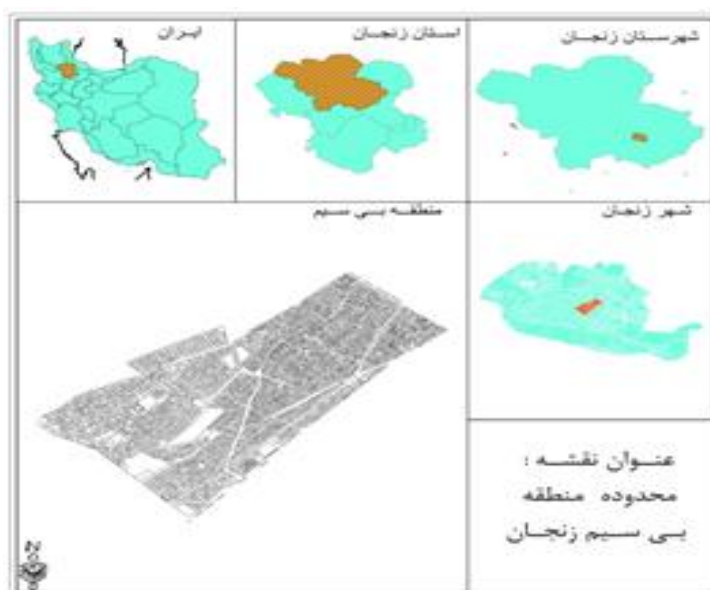 ایران
استان زنجان
شهرستان زنجان
منطقه بی سیم
شهر زنجان
عنوان نقشه :
محدوده منطقه
بی سیم زنجان